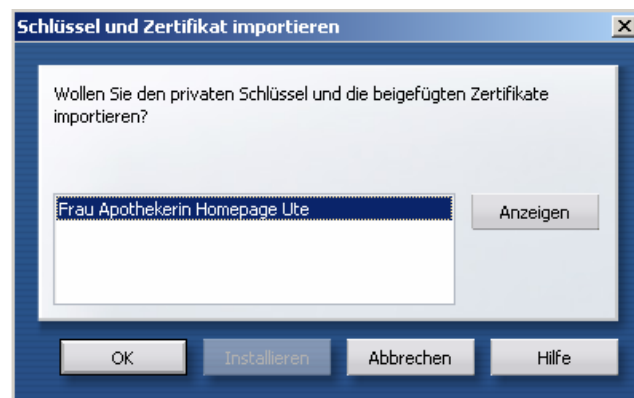 Schlüssel und Zertifikat importieren
Wollen Sie den privaten Schlüssel und die beigefügten Zertifikate
importieren?
Frau Apothekerin Homepage Ute
Anzeigen
OK
Installieren
Abbrechen
Hilfe